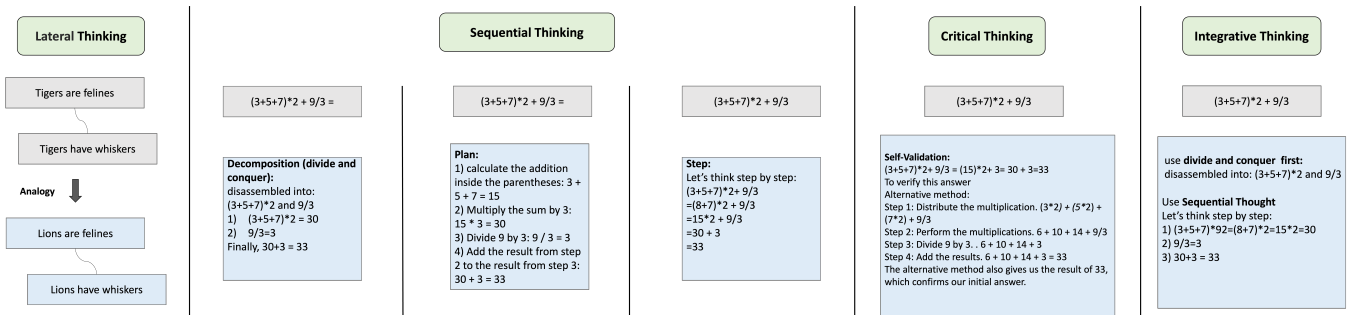 Lateral Thinking
Tigers are felines
Tigers have whiskers
Analogy
Lions are felines
Lions have whiskers
Sequential Thinking
(3+5+7)*2 + 9/3 =
Decomposition (divide and
conquer):
disassembled into:
(3+5+7)*2 and 9/3
1) (3+5+7)*2 = 30
2) 9/3=3
Finally, 30+3 = 33
(3+5+7)*2 + 9/3 =
Plan:
1) calculate the addition
inside the parentheses: 3 +
5 + 7 = 15
2) Multiply the sum by 3:
15 * 3 = 30
3) Divide 9 by 3: 9 / 3 = 3
4) Add the result from step
2 to the result from step 3:
30 + 3 = 33
(3+5+7)*2 + 9/3
Step:
Let's think step by step:
(3+5+7)*2+ 9/3
=(8+7)*2 + 9/3
=15*2 + 9/3
=30 + 3
=33
Critical Thinking
(3+5+7)*2 + 9/3
Self-Validation:
(3+5+7)*2+ 9/3 = (15)*2+ 3= 30 + 3=33
To verify this answer
Alternative method:
Step 1: Distribute the multiplication. (3*2) + (5*2) +
(7*2) + 9/3
Step 2: Perform the multiplications. 6 + 10 + 14 + 9/3
Step 3: Divide 9 by 3. . 6 + 10 + 14 + 3
Step 4: Add the results. 6 + 10 + 14 + 3 = 33
The alternative method also gives us the result of 33,
which confirms our initial answer.
Integrative Thinking
(3+5+7)*2 + 9/3
use divide and conquer first:
disassembled into: (3+5+7)*2 and 9/3
Use Sequential Thought
Let's think step by step:
1) (3+5+7)*92=(8+7)*2=15*2=30
2) 9/3=3
3) 30+3 = 33